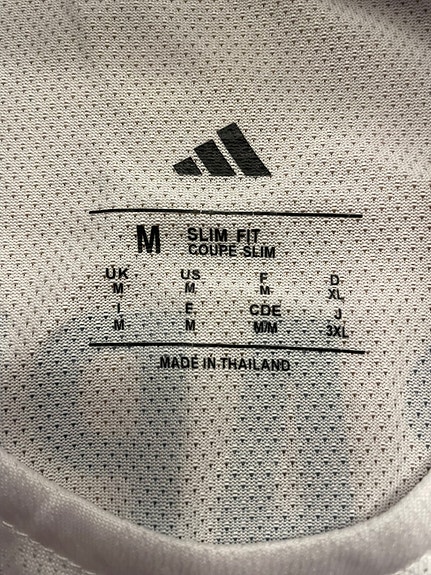 M SLIM FIT
COUPE SLIM
UK US F D
M M M XL
I E CDE J
M M M/M 3XL
MADE IN THAILAND